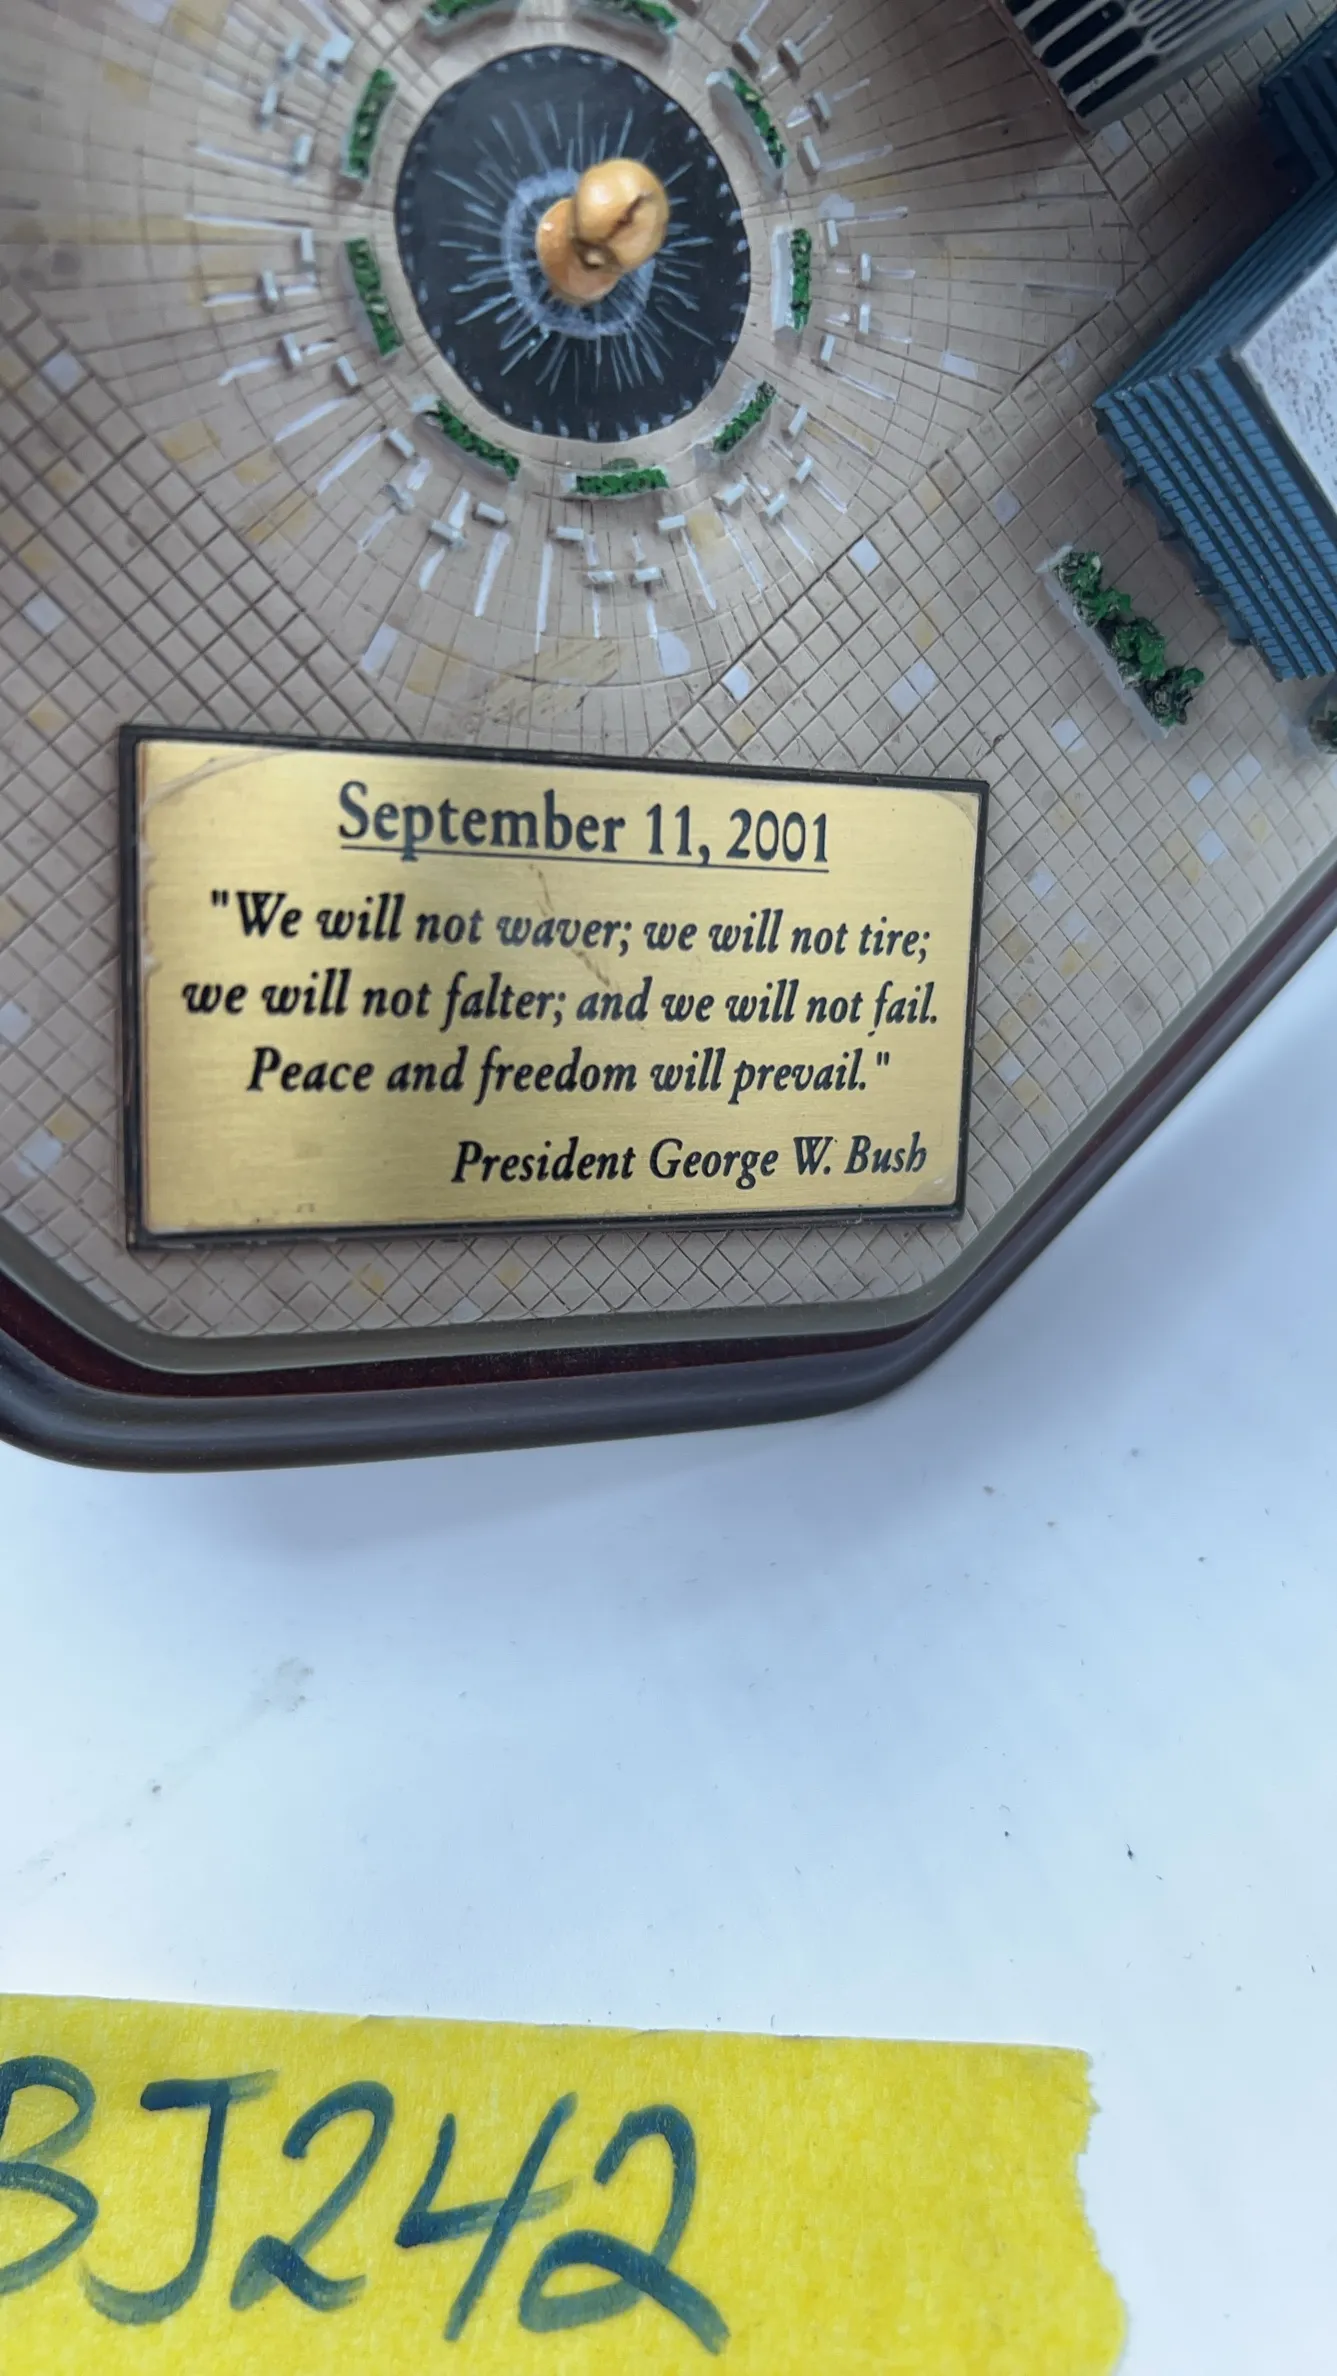 September 11, 2001
"We will not waver; we will not tire;
we will not falter; and we will not fail.
Peace and freedom will prevail."
President George W. Bush
BJ242